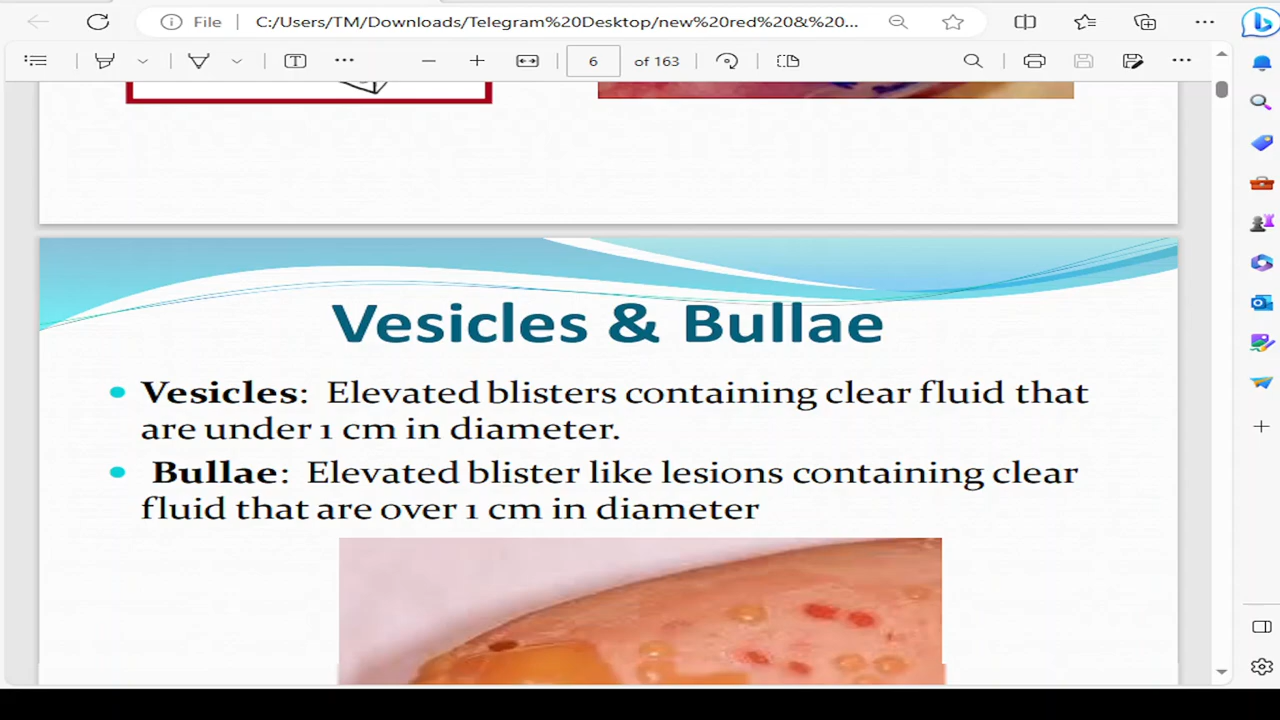 File
C:/Users/TM/Downloads/Telegram%20Desktop/new%20red%20&%20...
6 of 163
Vesicles & Bullae
Vesicles: Elevated blisters containing clear fluid that
are under 1 cm in diameter.
Bullae: Elevated blister like lesions containing clear
fluid that are over 1 cm in diameter